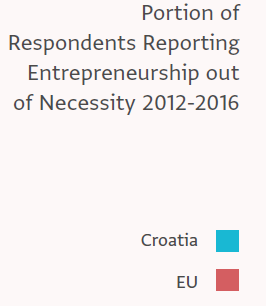 Portion of
Respondents Reporting
Entrepreneurship out
of Necessity 2012-2016
Croatia
EU